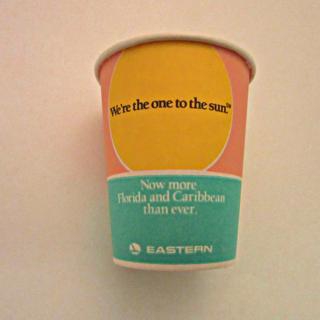 We're the one to the sun.™
Now more
Florida and Caribbean
than ever.
EASTERN